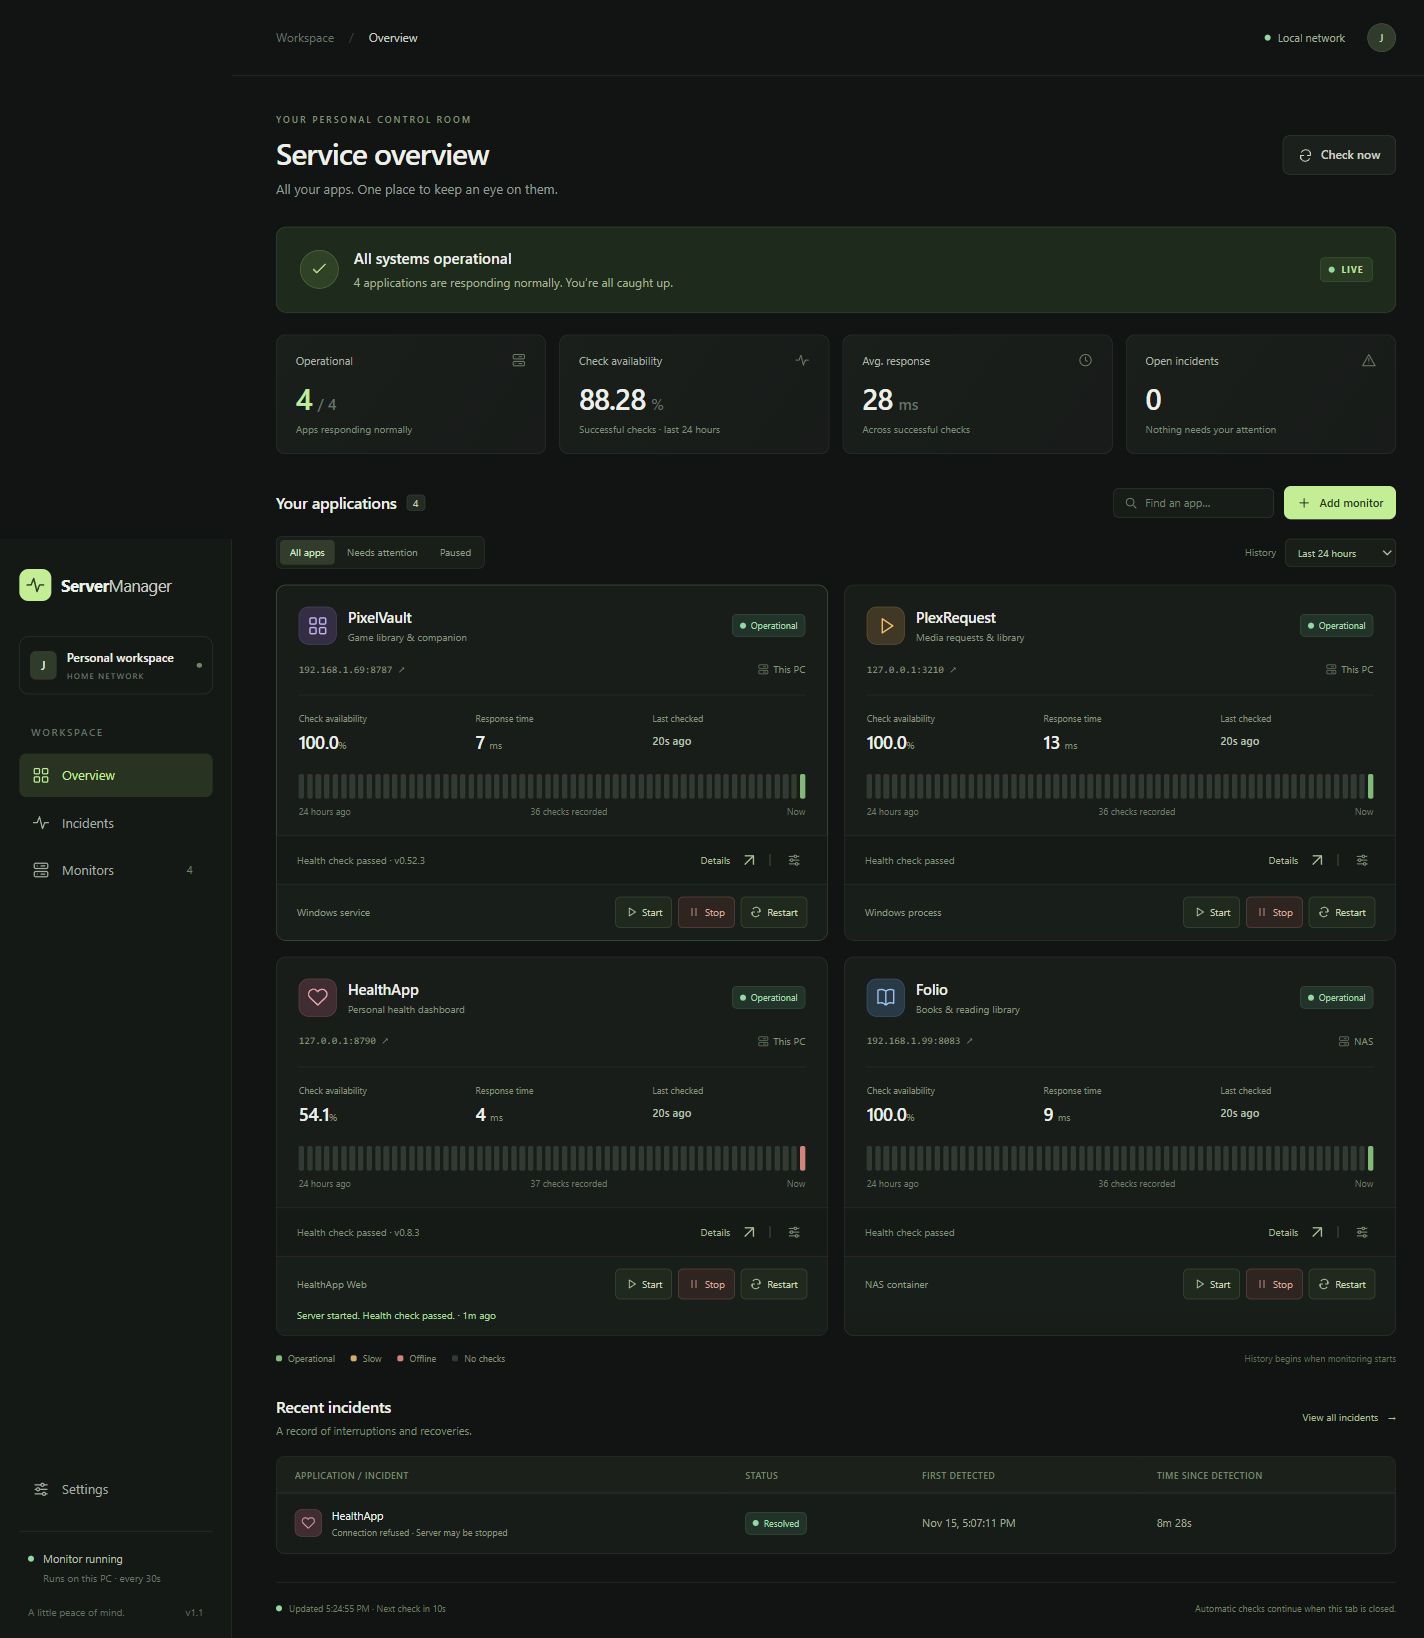 Workspace / Overview
Local network
J
YOUR PERSONAL CONTROL ROOM
Service overview
All your apps. One place to keep an eye on them.
Check now
All systems operational
4 applications are responding normally. You're all caught up.
LIVE
Operational
4 / 4
Apps responding normally
Check availability
88.28 %
Successful checks · last 24 hours
Avg. response
28 ms
Across successful checks
Open incidents
0
Nothing needs your attention
Your applications 4
Find an app...
Add monitor
All apps Needs attention Paused
History Last 24 hours
ServerManager
J
Personal workspace
HOME NETWORK
WORKSPACE
Overview
Incidents
Monitors 4
Settings
Monitor running
Runs on this PC · every 30s
A little peace of mind. v1.1
PixelVault
Game library & companion
Operational
192.168.1.69:8787 ↗
This PC
Check availability Response time Last checked
100.0% 7 ms 20s ago
24 hours ago 36 checks recorded Now
Health check passed · v0.52.3
Details
Windows service
Start Stop Restart
PlexRequest
Media requests & library
Operational
127.0.0.1:3210 ↗
This PC
Check availability Response time Last checked
100.0% 13 ms 20s ago
24 hours ago 36 checks recorded Now
Health check passed
Details
Windows process
Start Stop Restart
HealthApp
Personal health dashboard
Operational
127.0.0.1:8790 ↗
This PC
Check availability Response time Last checked
54.1% 4 ms 20s ago
24 hours ago 37 checks recorded Now
Health check passed · v0.8.3
Details
HealthApp Web
Start Stop Restart
Server started. Health check passed. · 1m ago
Folio
Books & reading library
Operational
192.168.1.99:8083 ↗
NAS
Check availability Response time Last checked
100.0% 9 ms 20s ago
24 hours ago 36 checks recorded Now
Health check passed
Details
NAS container
Start Stop Restart
Operational Slow Offline No checks
History begins when monitoring starts
Recent incidents
A record of interruptions and recoveries.
View all incidents →
APPLICATION / INCIDENT STATUS FIRST DETECTED TIME SINCE DETECTION
HealthApp
Connection refused · Server may be stopped
Resolved
Nov 15, 5:07:11 PM
8m 28s
Updated 5:24:55 PM · Next check in 10s
Automatic checks continue when this tab is closed.